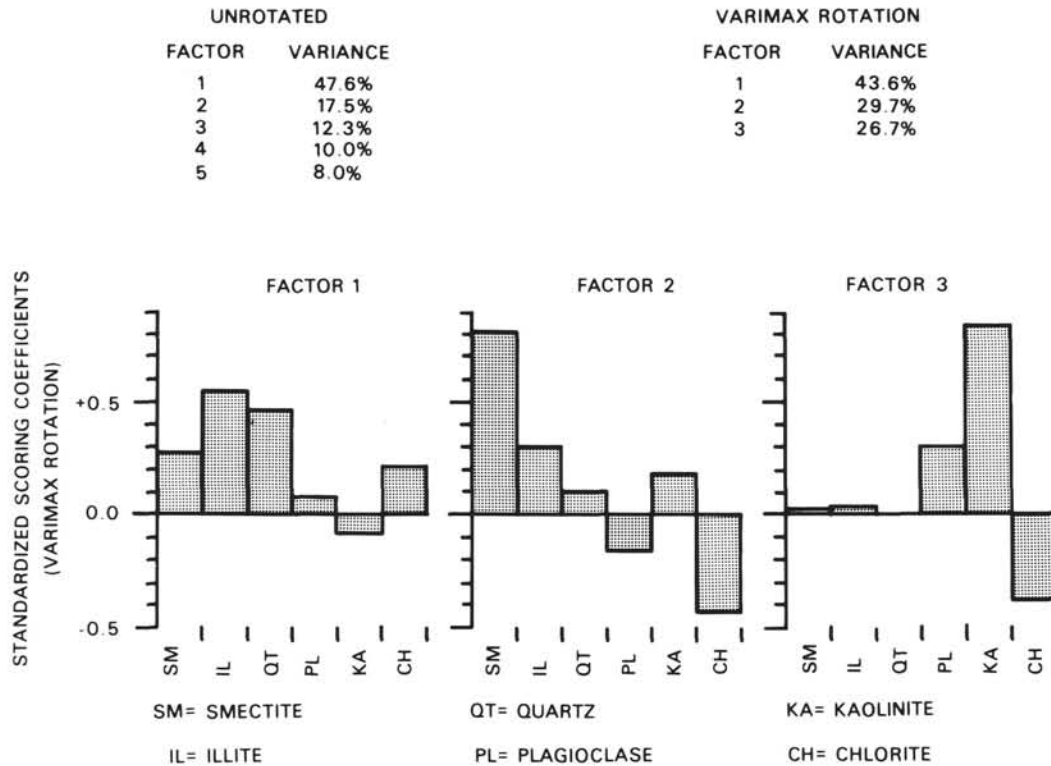 UNROTATED
FACTOR VARIANCE
1 47.6%
2 17.5%
3 12.3%
4 10.0%
5 8.0%
VARIMAX ROTATION
FACTOR VARIANCE
1 43.6%
2 29.7%
3 26.7%
STANDARDIZED SCORING COEFFICIENTS
(VARIMAX ROTATION)
FACTOR 1
FACTOR 2
FACTOR 3
+0.5
0.0
-0.5
SM IL QT PL KA CH
SM IL QT PL KA CH
SM IL QT PL KA CH
SM= SMECTITE QT= QUARTZ KA= KAOLINITE
IL= ILLITE PL= PLAGIOCLASE CH= CHLORITE